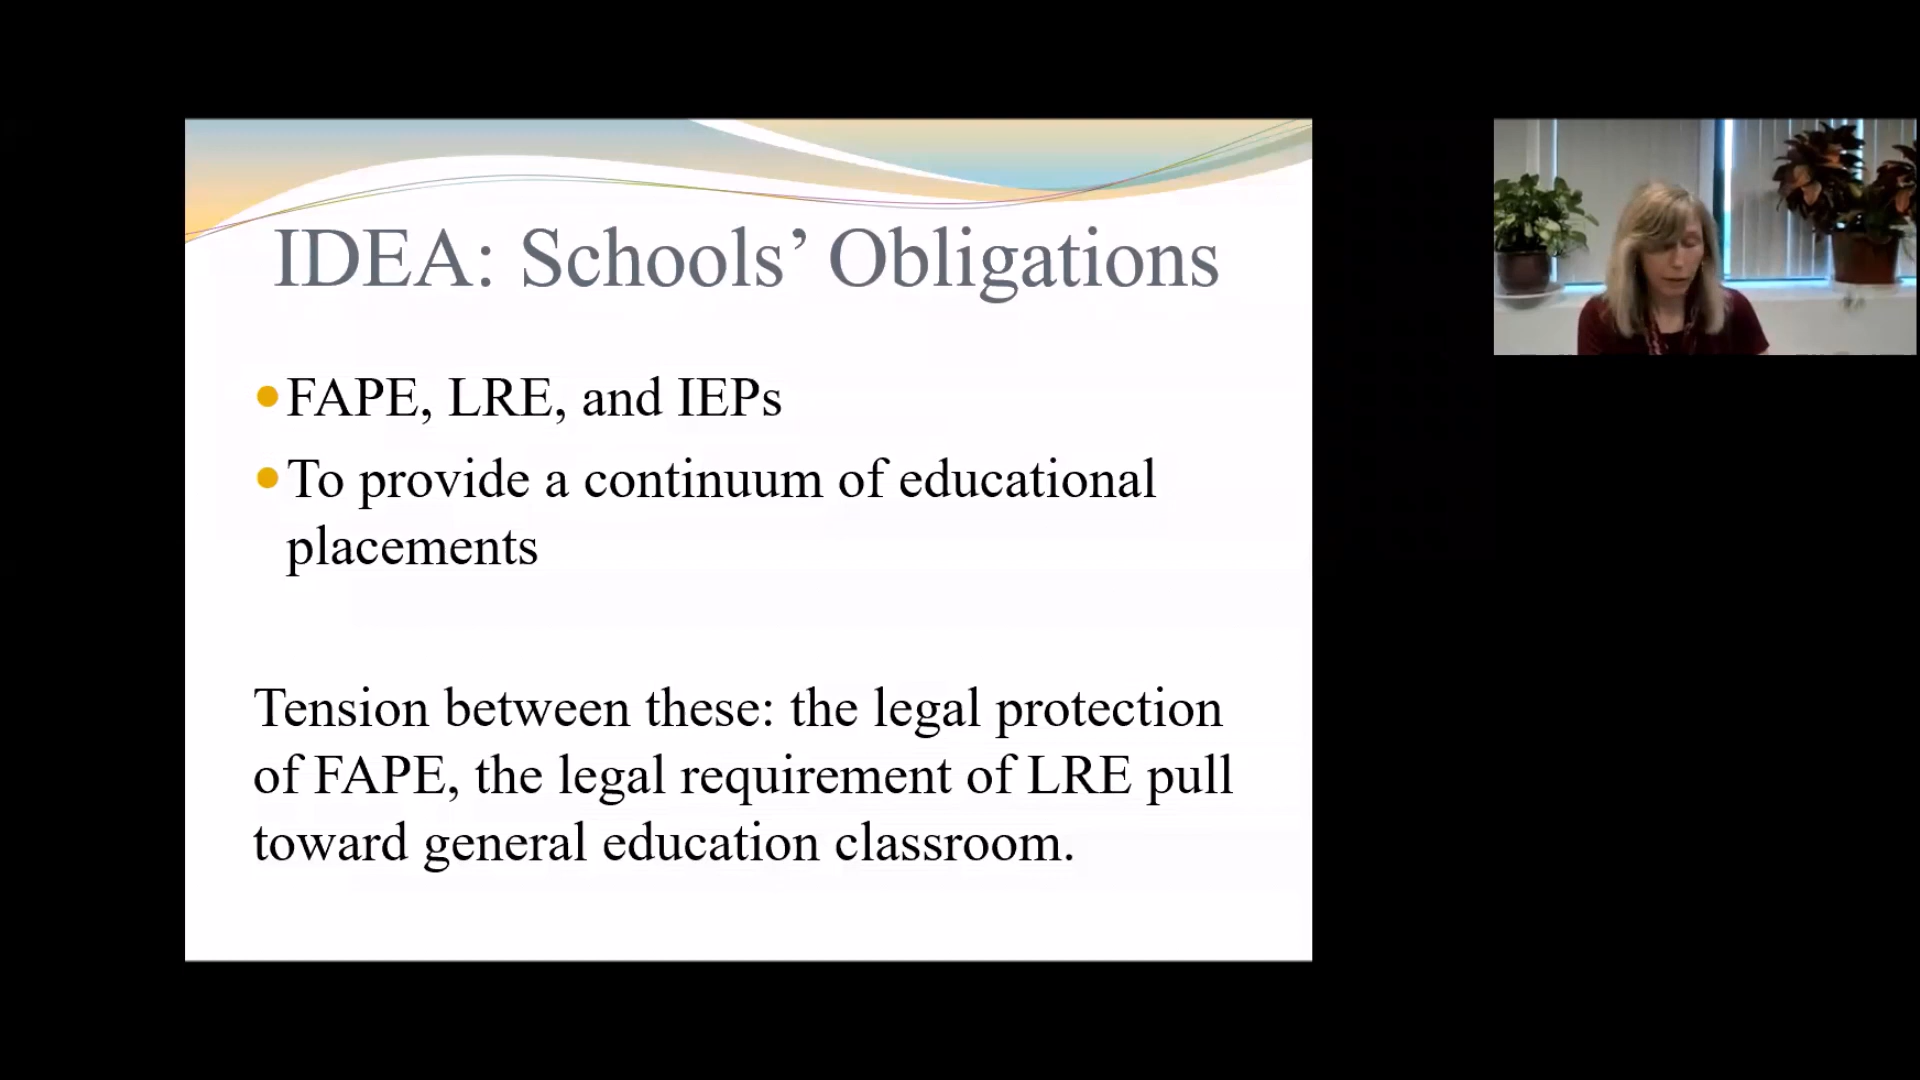 IDEA: Schools’ Obligations
FAPE, LRE, and IEPs
To provide a continuum of educational
placements
Tension between these: the legal protection
of FAPE, the legal requirement of LRE pull
toward general education classroom.